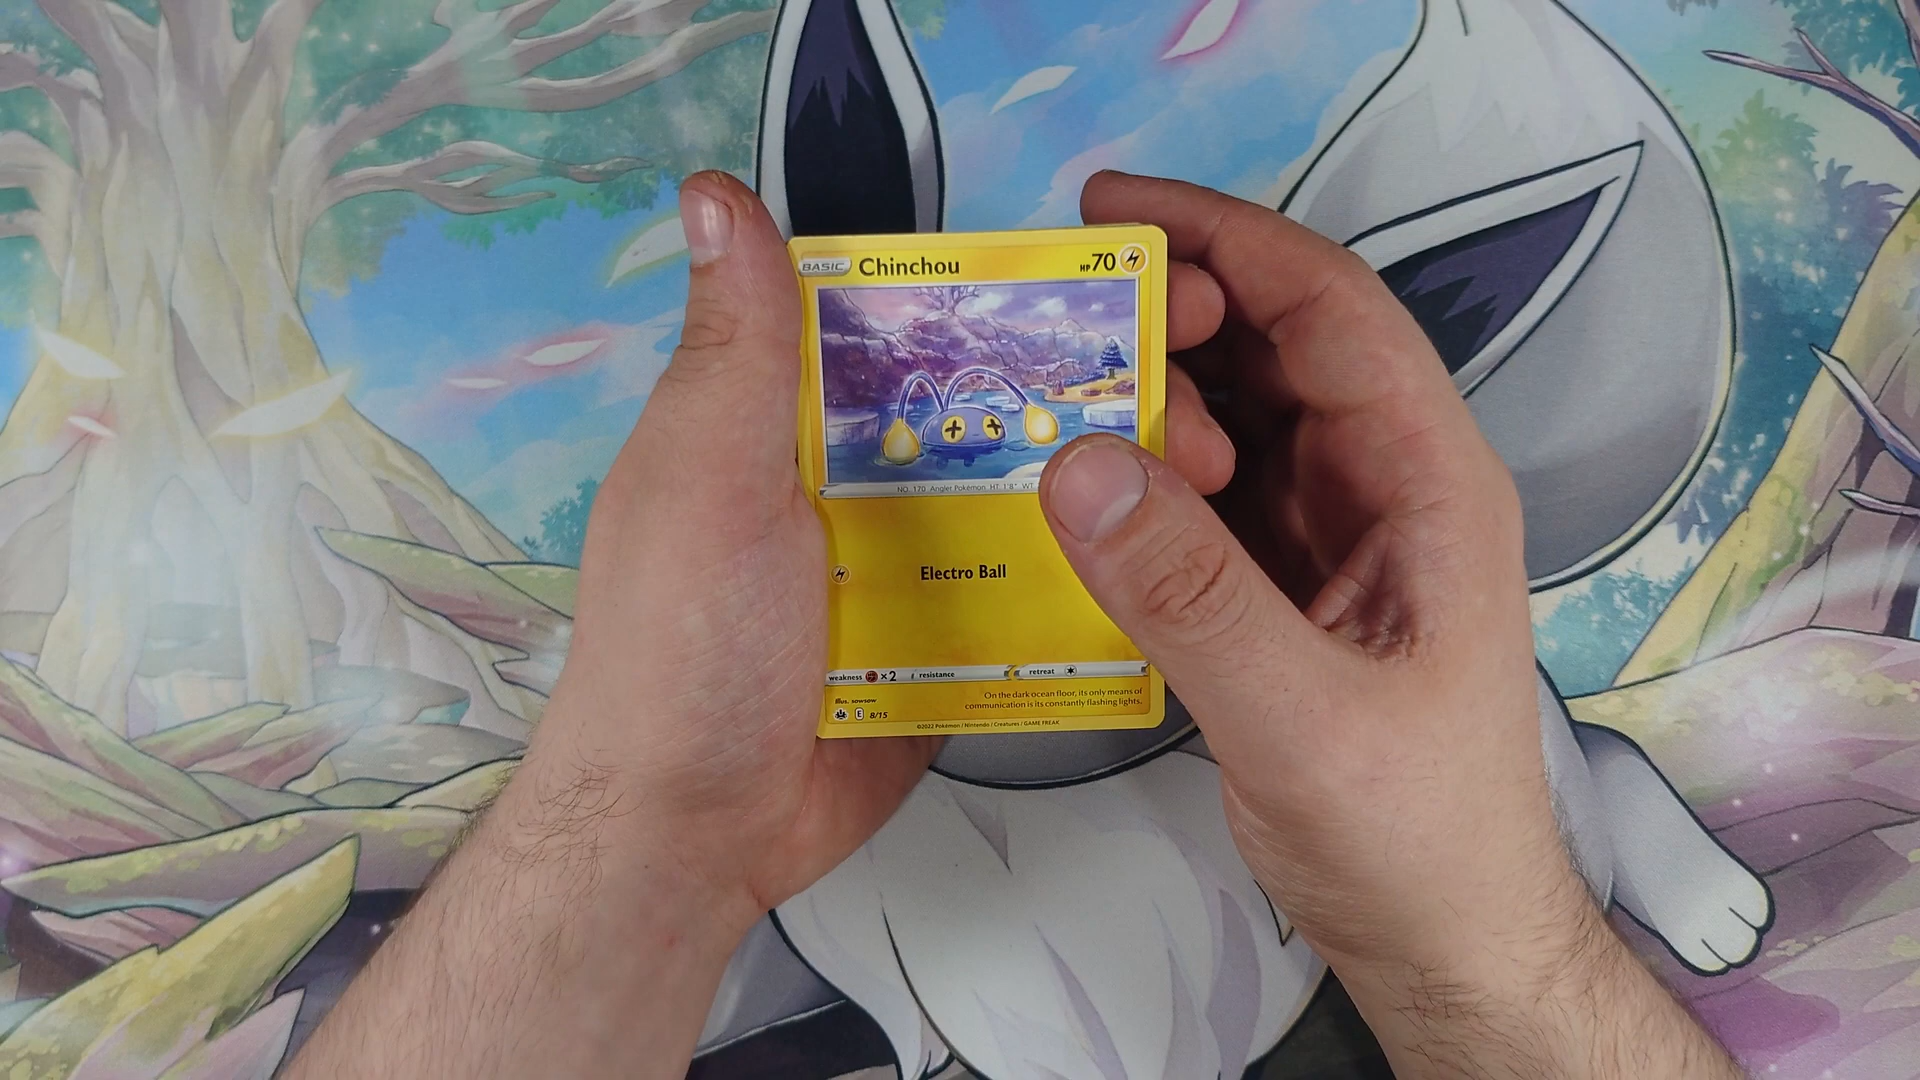 BASIC Chinchou HP 70
NO. 170 Angler Pokémon HT: 1'8" WT:
Electro Ball
weakness ×2 resistance retreat
Illus. sowsow
On the dark ocean floor, its only means of
communication is its constantly flashing lights.
E 8/15
©2022 Pokémon / Nintendo / Creatures / GAME FREAK